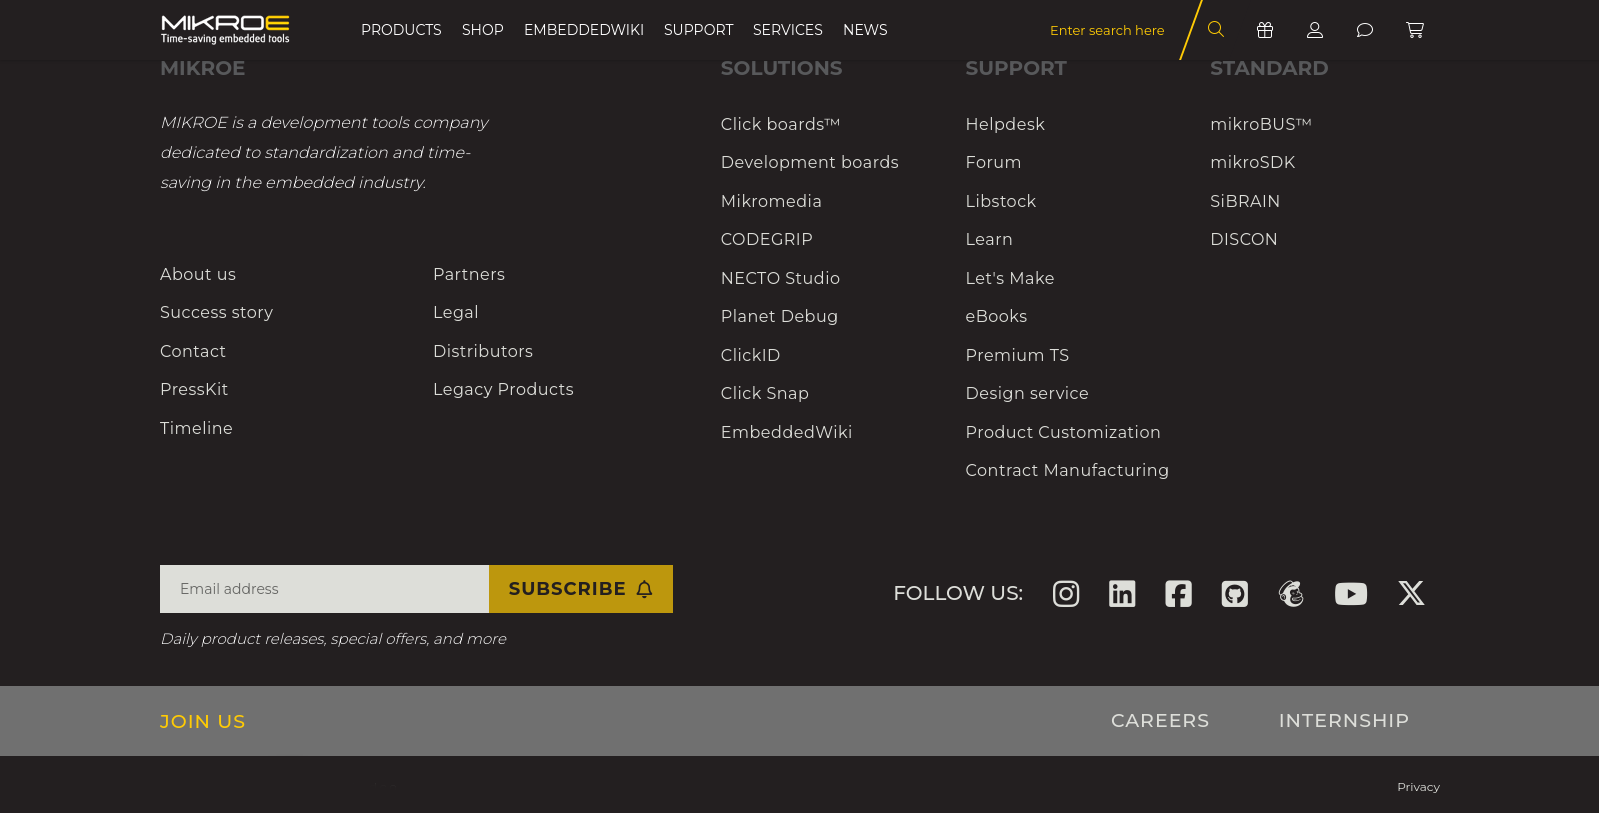 MIKROE
Time-saving embedded tools
PRODUCTS
SHOP
EMBEDDEDWIKI
SUPPORT
SERVICES
NEWS
Enter search here
MIKROE
MIKROE is a development tools company
dedicated to standardization and time-
saving in the embedded industry.
About us
Success story
Contact
PressKit
Timeline
Partners
Legal
Distributors
Legacy Products
SOLUTIONS
Click boards™
Development boards
Mikromedia
CODEGRIP
NECTO Studio
Planet Debug
ClickID
Click Snap
EmbeddedWiki
SUPPORT
Helpdesk
Forum
Libstock
Learn
Let's Make
eBooks
Premium TS
Design service
Product Customization
Contract Manufacturing
STANDARD
mikroBUS™
mikroSDK
SiBRAIN
DISCON
Email address
SUBSCRIBE
Daily product releases, special offers, and more
FOLLOW US:
JOIN US
CAREERS
INTERNSHIP
Privacy